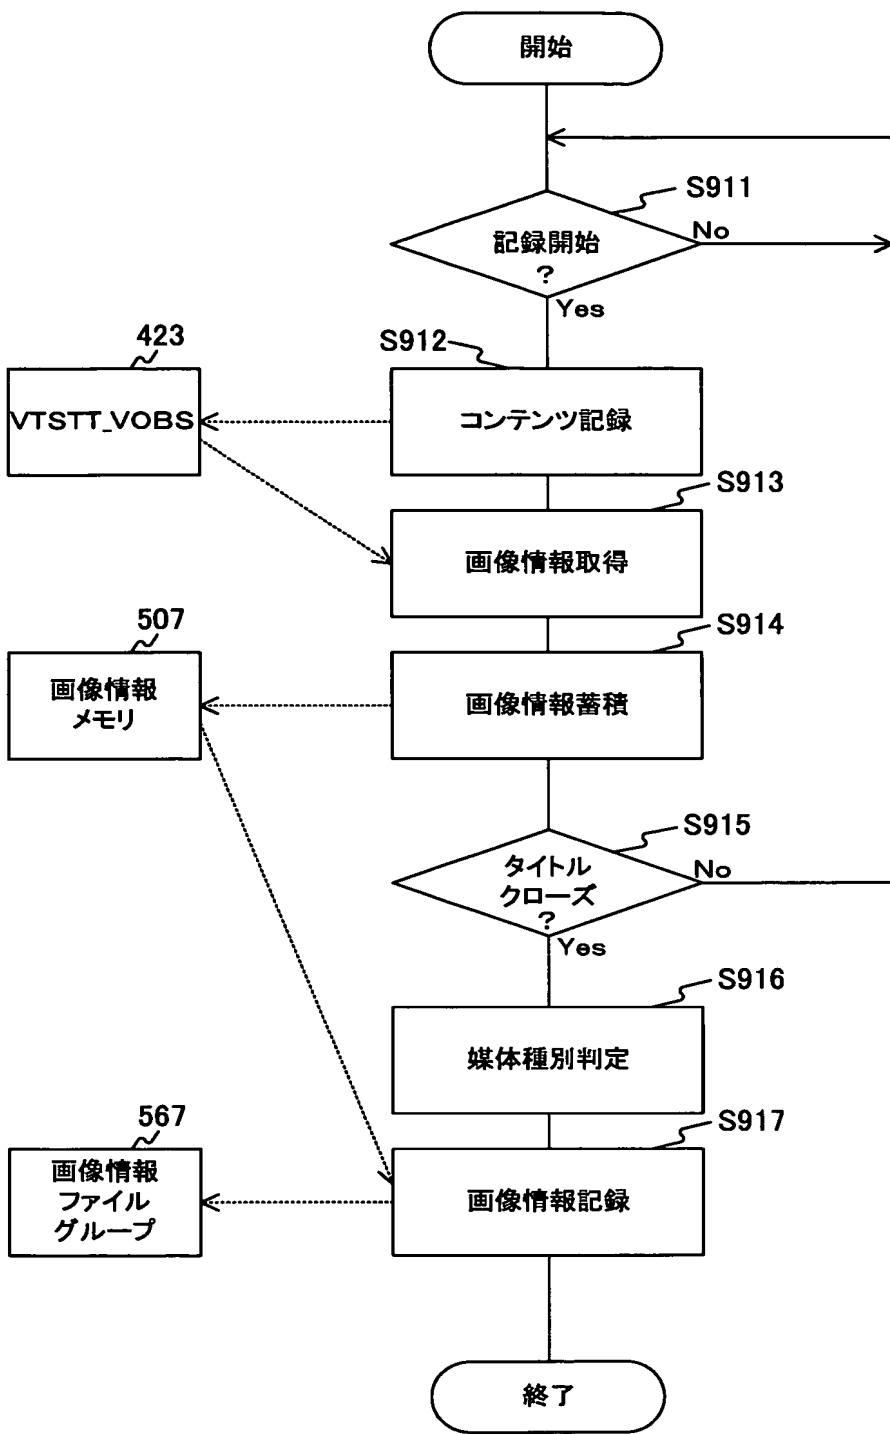 開始
S911
記録開始
?
No
Yes
S912
423
VTSTT_VOBS
コンテンツ記録
S913
画像情報取得
507
S914
画像情報
メモリ
画像情報蓄積
S915
タイトル
クローズ
?
No
Yes
S916
媒体種別判定
567
S917
画像情報
ファイル
グループ
画像情報記録
終了